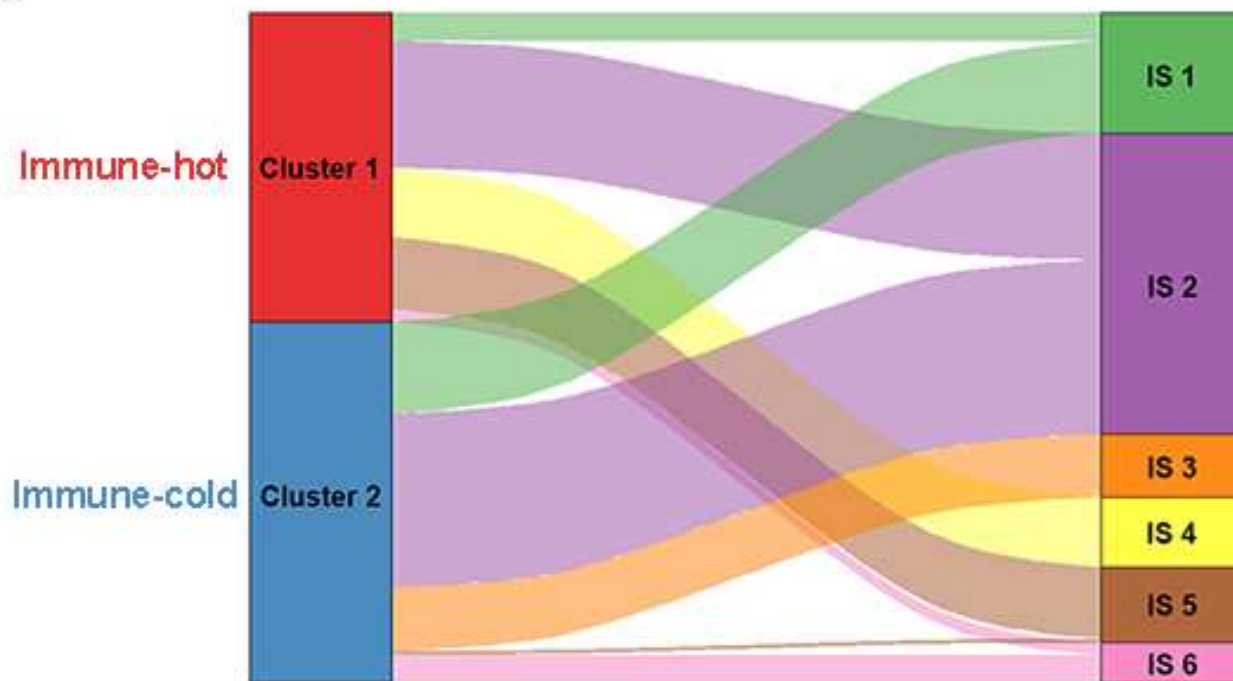 Immune-hot
Cluster 1
Immune-cold
Cluster 2
IS 1
IS 2
IS 3
IS 4
IS 5
IS 6